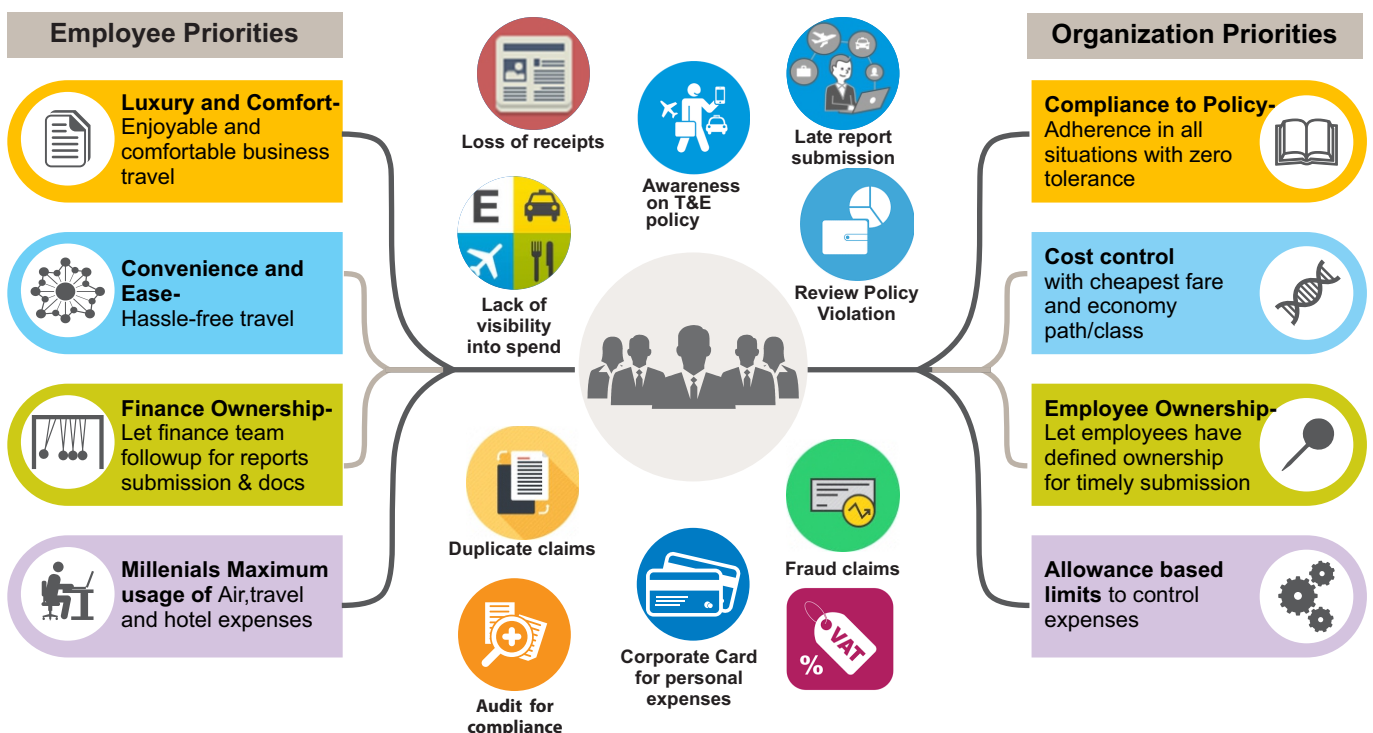 Employee Priorities
Luxury and Comfort-
Enjoyable and
comfortable business
travel
Convenience and
Ease-
Hassle-free travel
Finance Ownership-
Let finance team
followup for reports
submission & docs
Millenials Maximum
usage of Air,travel
and hotel expenses
Loss of receipts
Awareness
on T&E
policy
Late report
submission
E
Lack of
visibility
into spend
Review Policy
Violation
Duplicate claims
Fraud claims
Audit for
compliance
Corporate Card
for personal
expenses
VAT
%
Organization Priorities
Compliance to Policy-
Adherence in all
situations with zero
tolerance
Cost control
with cheapest fare
and economy
path/class
Employee Ownership-
Let employees have
defined ownership
for timely submission
Allowance based
limits to control
expenses